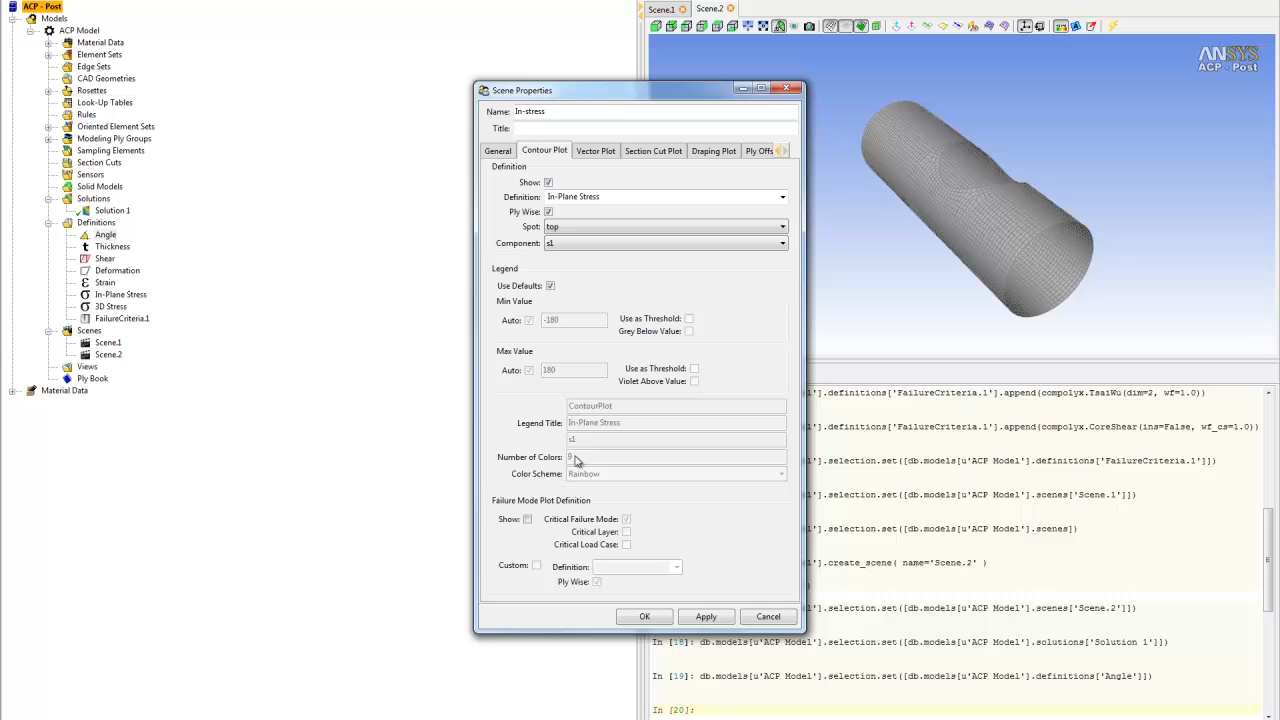 ACP - Post
Models
ACP Model
Material Data
Element Sets
Edge Sets
CAD Geometries
Rosettes
Look-Up Tables
Rules
Oriented Element Sets
Modeling Ply Groups
Sampling Elements
Section Cuts
Sensors
Solid Models
Solutions
Solution 1
Definitions
Angle
Thickness
Shear
Deformation
Strain
In-Plane Stress
3D Stress
FailureCriteria.1
Scenes
Scene.1
Scene.2
Views
Ply Book
Material Data
Scene.1
Scene.2
ANSYS
ACP - Post
Scene Properties
Name: In-stress
Title:
General Contour Plot Vector Plot Section Cut Plot Draping Plot Ply Offs
Definition
Show:
Definition: In-Plane Stress
Ply Wise:
Spot: top
Component: s1
Legend
Use Defaults:
Min Value
Auto: -180 Use as Threshold:
Grey Below Value:
Max Value
Auto: 180 Use as Threshold:
Violet Above Value:
ContourPlot
Legend Title: In-Plane Stress
s1
Number of Colors: 9
Color Scheme: Rainbow
Failure Mode Plot Definition
Show: Critical Failure Mode:
Critical Layer:
Critical Load Case:
Custom: Definition:
Ply Wise:
OK Apply Cancel
'].definitions['FailureCriteria.1'].append(compolyx.TsaiWu(dim=2, wf=1.0))
'].definitions['FailureCriteria.1'].append(compolyx.CoreShear(ins=False, wf_cs=1.0))
'].selection.set([db.models[u'ACP Model'].definitions['FailureCriteria.1']])
'].selection.set([db.models[u'ACP Model'].scenes['Scene.1']])
'].selection.set([db.models[u'ACP Model'].scenes])
'].create_scene( name='Scene.2' )
)
'].selection.set([db.models[u'ACP Model'].scenes['Scene.2']])
In [18]: db.models[u'ACP Model'].selection.set([db.models[u'ACP Model'].solutions['Solution 1']])
In [19]: db.models[u'ACP Model'].selection.set([db.models[u'ACP Model'].definitions['Angle']])
In [20]: